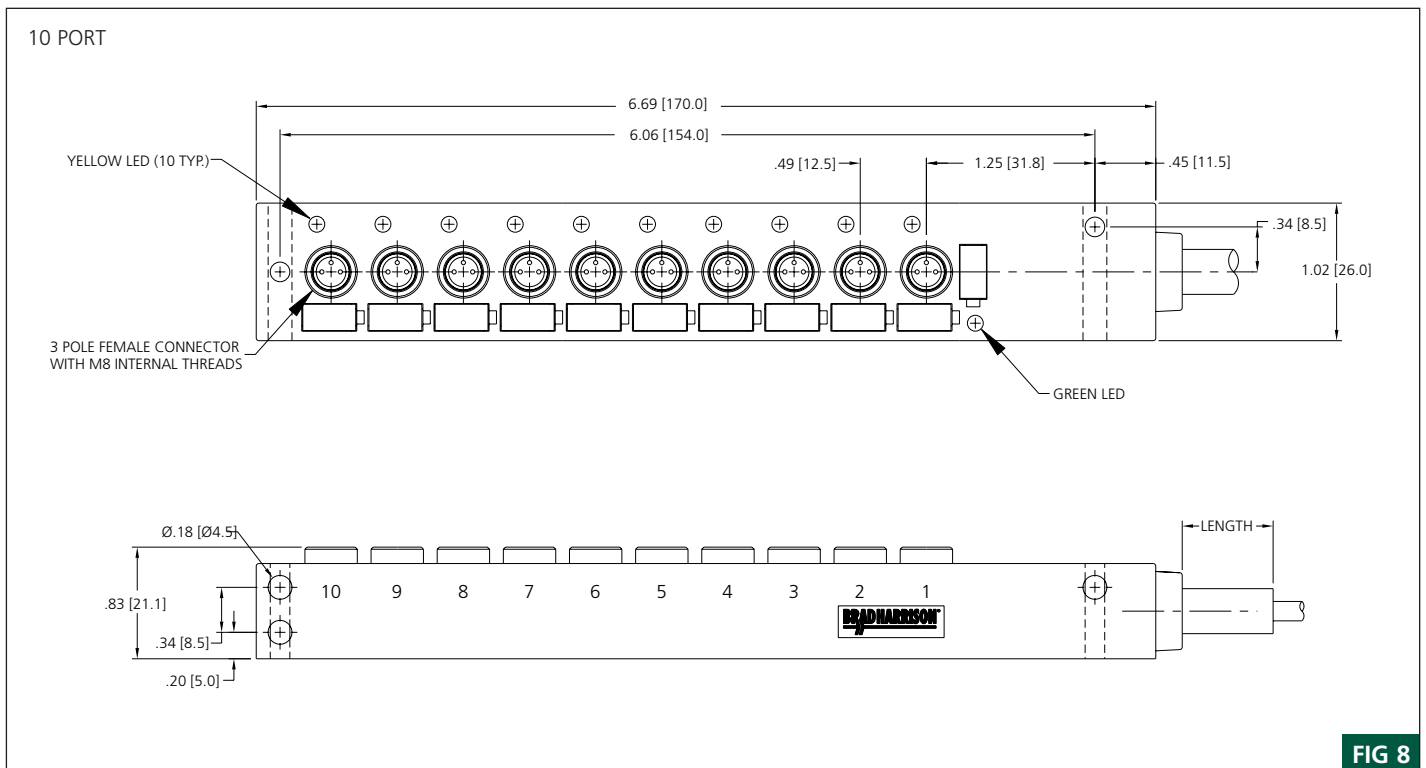 10 PORT
6.69 [170.0]
6.06 [154.0]
YELLOW LED (10 TYP.)
.49 [12.5]
1.25 [31.8]
.45 [11.5]
.34 [8.5]
1.02 [26.0]
3 POLE FEMALE CONNECTOR
WITH M8 INTERNAL THREADS
GREEN LED
Ø.18 [Ø4.5]
LENGTH
10 9 8 7 6 5 4 3 2 1
.83 [21.1]
BRADHARRISON®
.34 [8.5]
.20 [5.0]
FIG 8